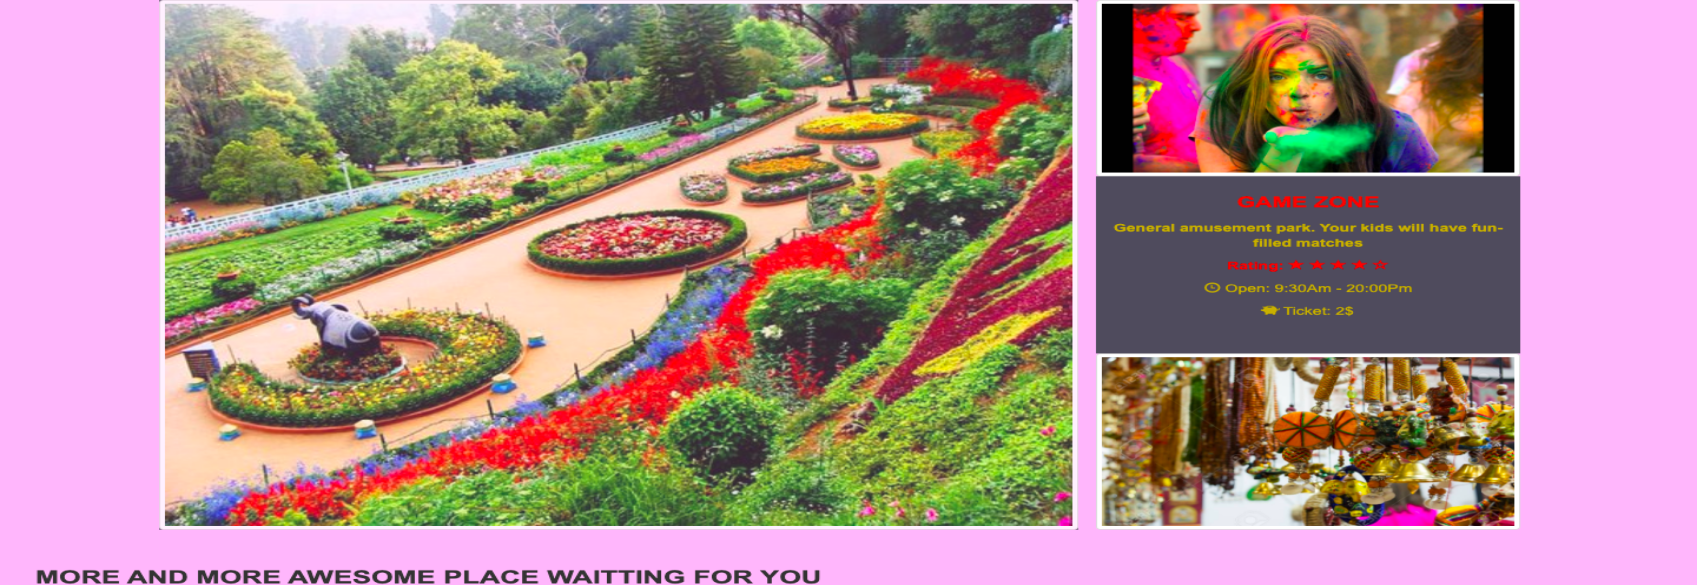 GAME ZONE
General amusement park. Your kids will have fun-
filled matches
Rating: ★ ★ ★ ★ ☆
Open: 9:30Am - 20:00Pm
Ticket: 2$
MORE AND MORE AWESOME PLACE WAITTING FOR YOU